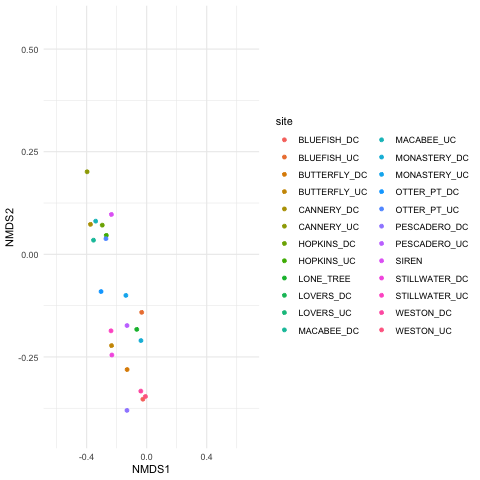 0.50
0.25
0.00
-0.25
NMDS2
-0.4
0.0
0.4
NMDS1
site
BLUEFISH_DC
BLUEFISH_UC
BUTTERFLY_DC
BUTTERFLY_UC
CANNERY_DC
CANNERY_UC
HOPKINS_DC
HOPKINS_UC
LONE_TREE
LOVERS_DC
LOVERS_UC
MACABEE_DC
MACABEE_UC
MONASTERY_DC
MONASTERY_UC
OTTER_PT_DC
OTTER_PT_UC
PESCADERO_DC
PESCADERO_UC
SIREN
STILLWATER_DC
STILLWATER_UC
WESTON_DC
WESTON_UC